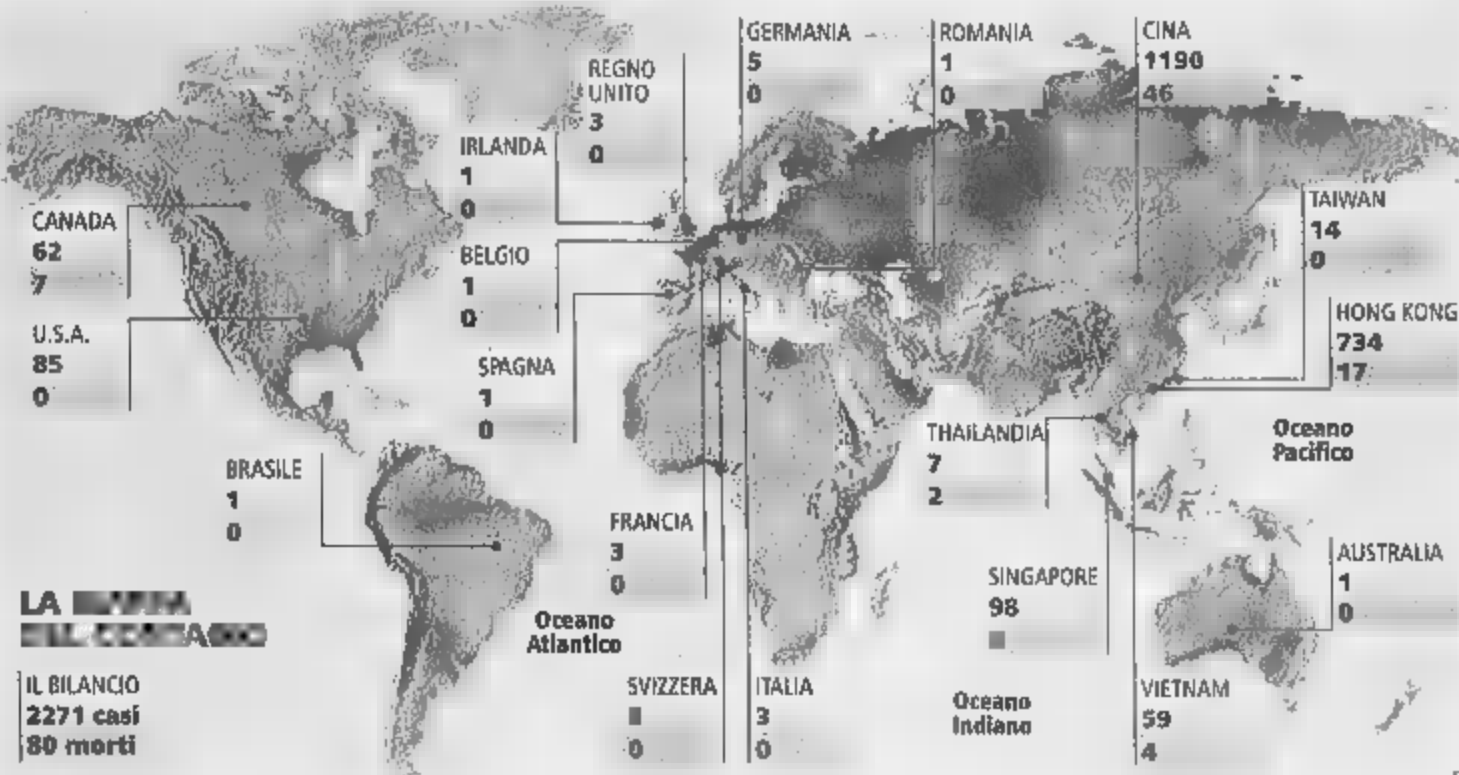 GERMANIA
5
0
ROMANIA
1
0
CINA
1190
46
REGNO
UNITO
3
0
IRLANDA
1
0
CANADA
62
7
BELGIO
1
0
TAIWAN
14
0
U.S.A.
85
0
HONG KONG
734
17
SPAGNA
1
0
THAILANDIA
7
2
Oceano
Pacifico
BRASILE
1
0
FRANCIA
3
0
SINGAPORE
98
AUSTRALIA
1
0
LA
Oceano
Atlantico
IL BILANCIO
2271 casi
80 morti
SVIZZERA
0
ITALIA
3
0
Oceano
Indiano
VIETNAM
59
4